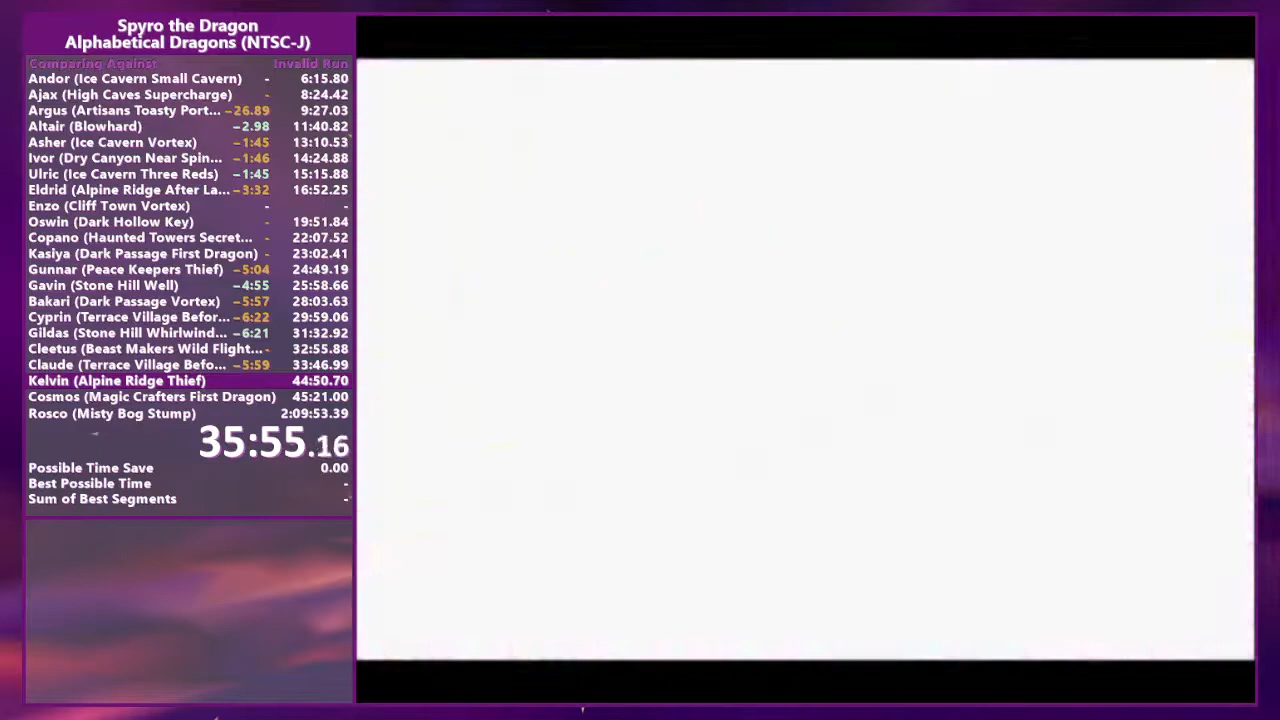 Spyro the Dragon
Alphabetical Dragons (NTSC-J)
Comparing Against Invalid Run
Andor (Ice Cavern Small Cavern) - 6:15.80
Ajax (High Caves Supercharge) - 8:24.42
Argus (Artisans Toasty Port... −26.89 9:27.03
Altair (Blowhard) −2.98 11:40.82
Asher (Ice Cavern Vortex) −1:45 13:10.53
Ivor (Dry Canyon Near Spin... −1:46 14:24.88
Ulric (Ice Cavern Three Reds) −1:45 15:15.88
Eldrid (Alpine Ridge After La... −3:32 16:52.25
Enzo (Cliff Town Vortex) - -
Oswin (Dark Hollow Key) - 19:51.84
Copano (Haunted Towers Secret... - 22:07.52
Kasiya (Dark Passage First Dragon) - 23:02.41
Gunnar (Peace Keepers Thief) −5:04 24:49.19
Gavin (Stone Hill Well) −4:55 25:58.66
Bakari (Dark Passage Vortex) −5:57 28:03.63
Cyprin (Terrace Village Befor... −6:22 29:59.06
Gildas (Stone Hill Whirlwind... −6:21 31:32.92
Cleetus (Beast Makers Wild Flight... - 32:55.88
Claude (Terrace Village Befo... −5:59 33:46.99
Kelvin (Alpine Ridge Thief) 44:50.70
Cosmos (Magic Crafters First Dragon) 45:21.00
Rosco (Misty Bog Stump) 2:09:53.39
35:55.16
Possible Time Save 0.00
Best Possible Time -
Sum of Best Segments -